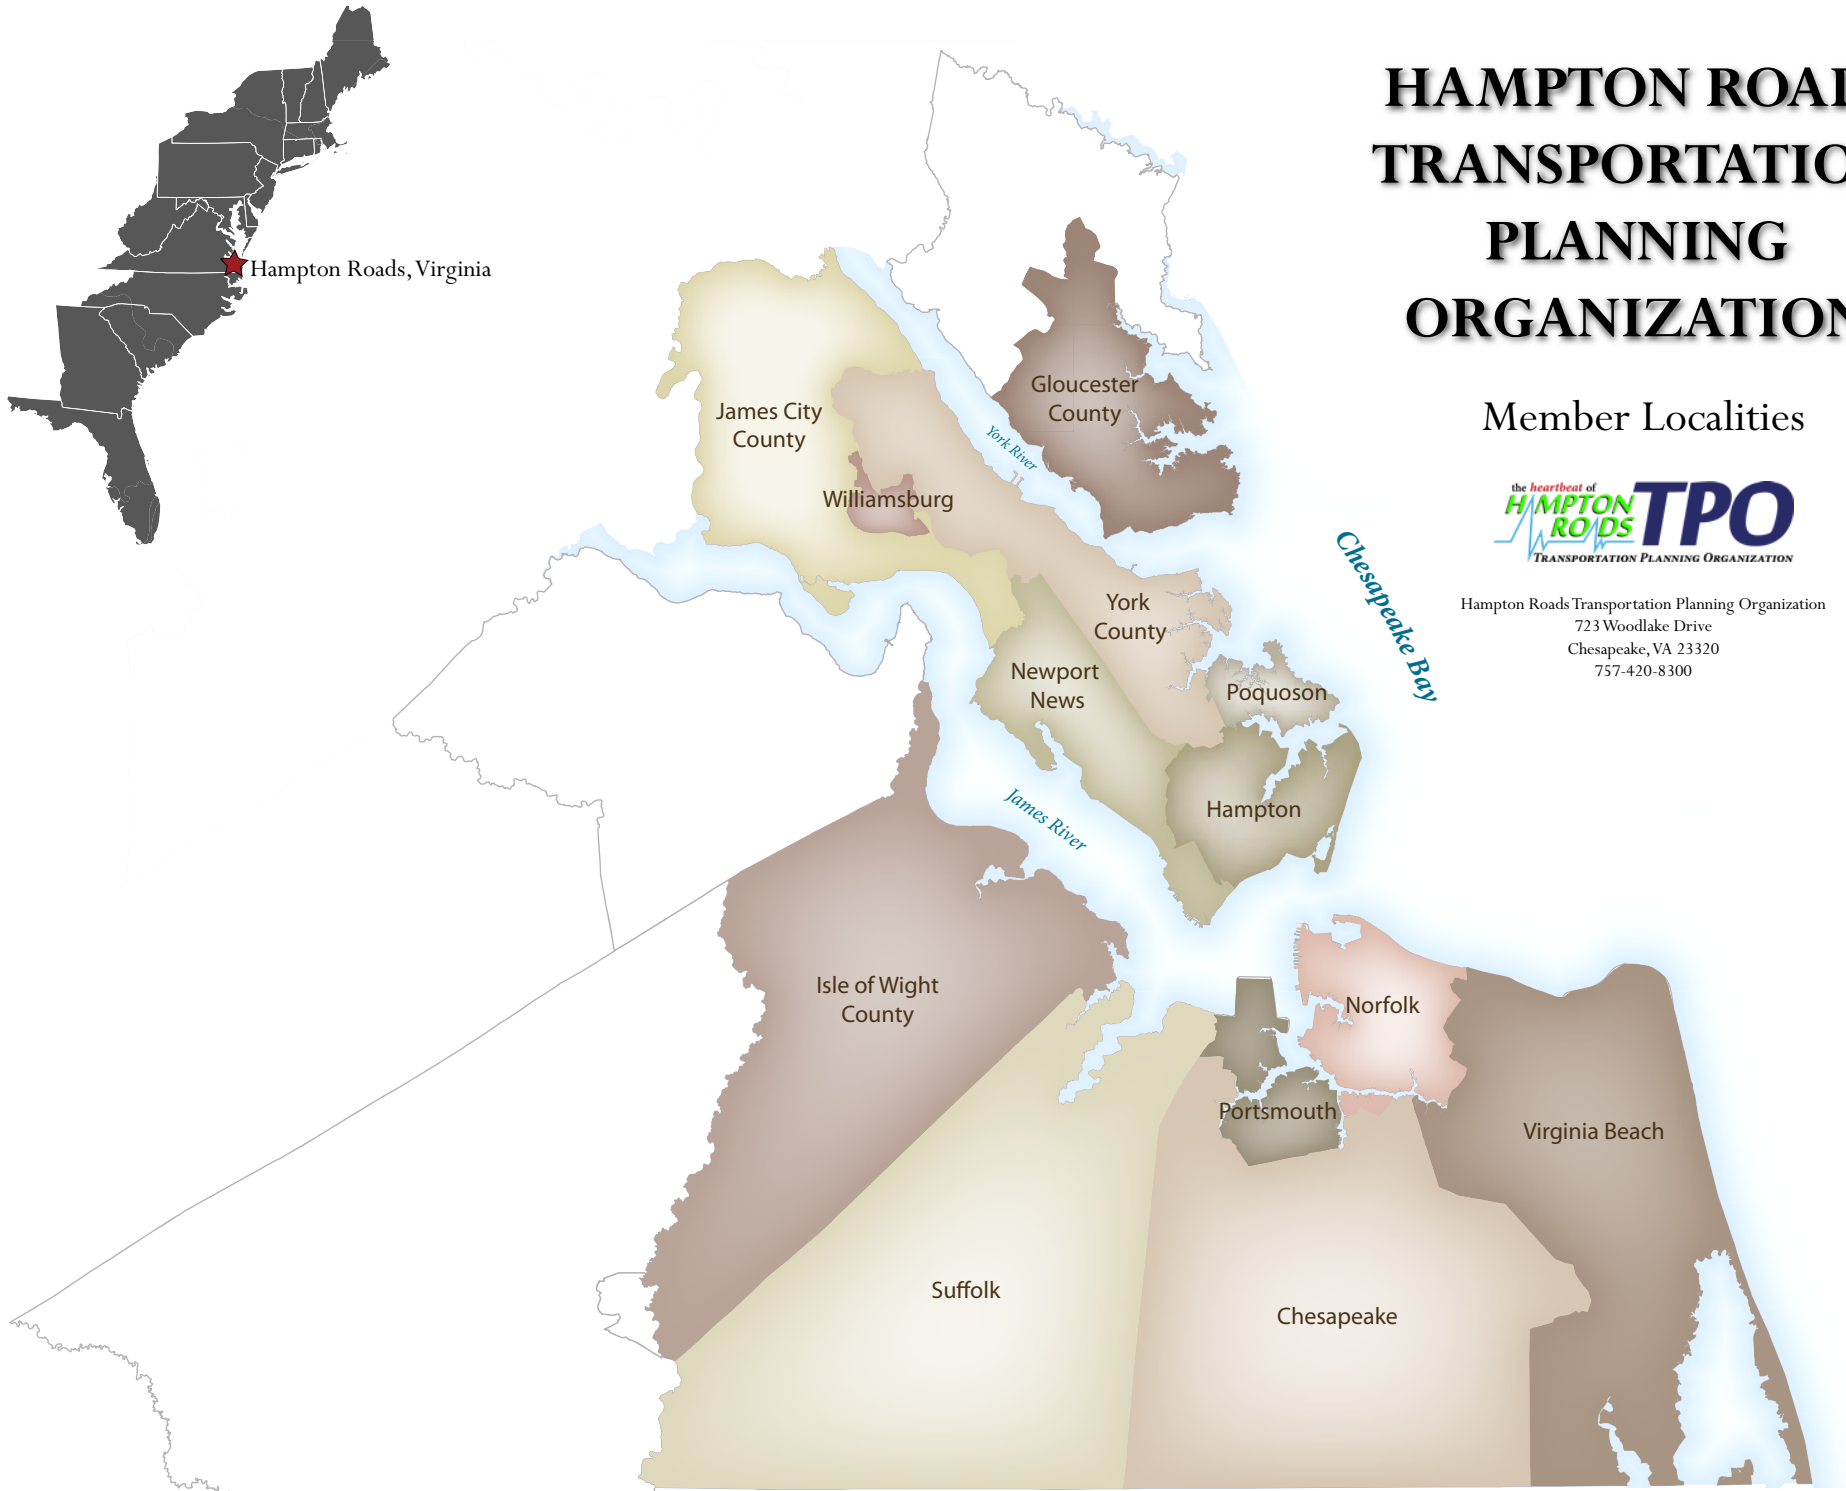 HAMPTON ROAD
TRANSPORTATIO
PLANNING
ORGANIZATION
Hampton Roads, Virginia
Member Localities
the heartbeat of
HAMPTON
ROADS
TPO
TRANSPORTATION PLANNING ORGANIZATION
Hampton Roads Transportation Planning Organization
723 Woodlake Drive
Chesapeake, VA 23320
757-420-8300
Gloucester
County
James City
County
York River
Williamsburg
Chesapeake Bay
York
County
Newport
News
Poquoson
James River
Hampton
Isle of Wight
County
Norfolk
Portsmouth
Virginia Beach
Suffolk
Chesapeake